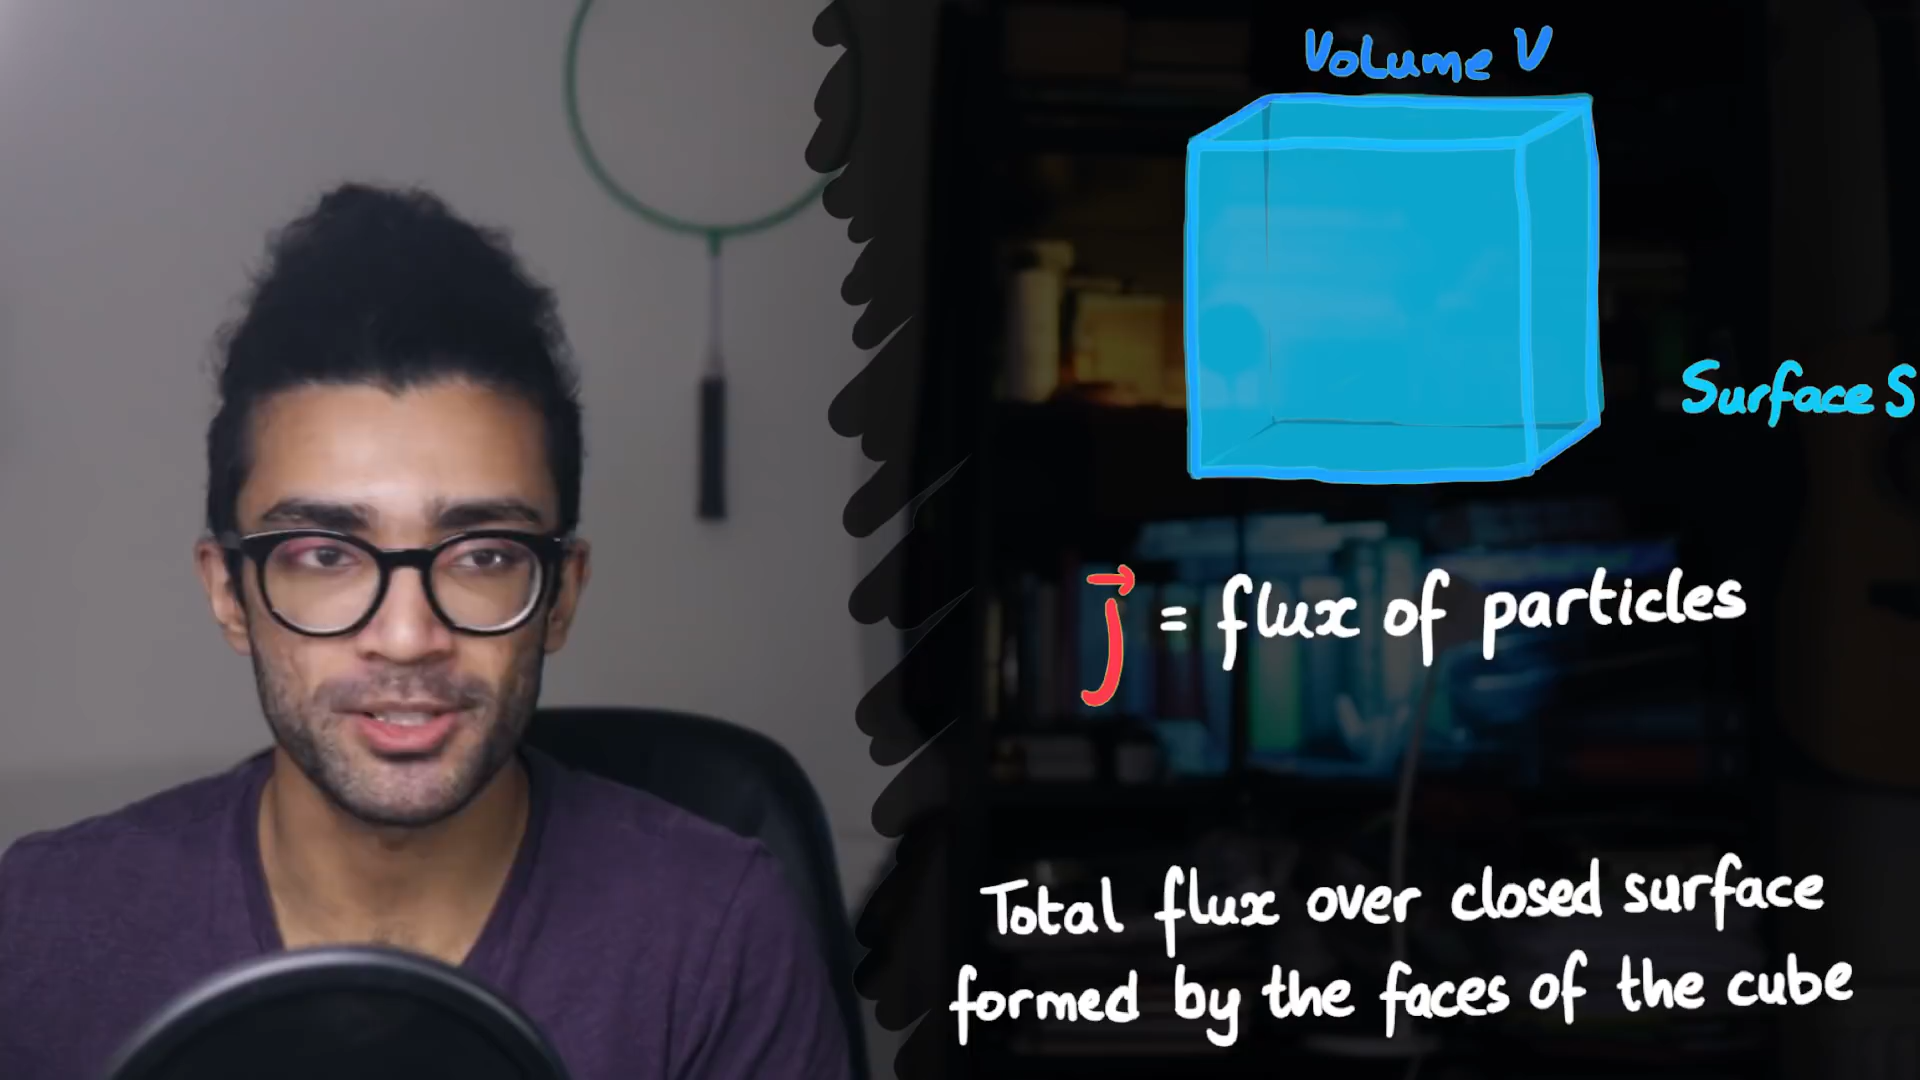 Volume V
Surface S
j⃗ = flux of particles
Total flux over closed surface
formed by the faces of the cube